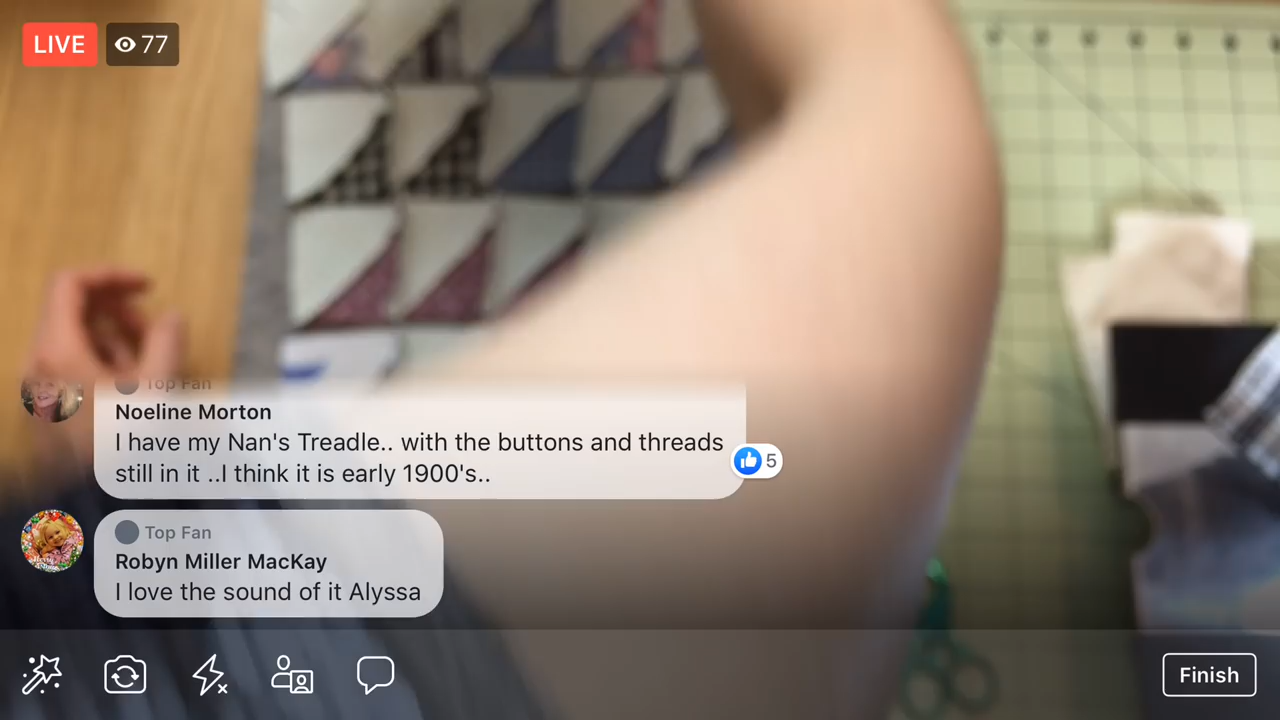 LIVE 77
Top Fan
Noeline Morton
I have my Nan's Treadle.. with the buttons and threads
still in it ..I think it is early 1900's..
5
Top Fan
Robyn Miller MacKay
I love the sound of it Alyssa
Finish